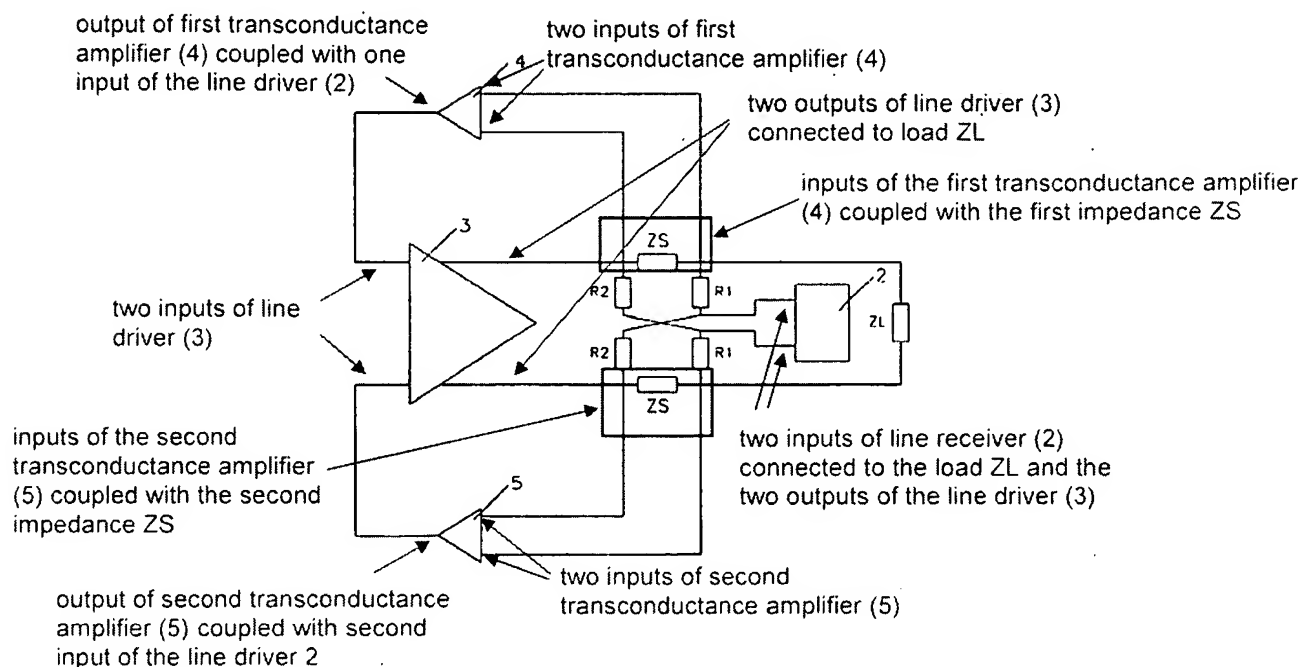 output of first transconductance
amplifier (4) coupled with one
input of the line driver (2)
two inputs of first
transconductance amplifier (4)
4
two outputs of line driver (3)
connected to load ZL
inputs of the first transconductance amplifier
(4) coupled with the first impedance ZS
3
ZS
R2
R1
2
two inputs of line
driver (3)
ZL
R2
R1
ZS
inputs of the second
transconductance amplifier
(5) coupled with the second
impedance ZS
two inputs of line receiver (2)
connected to the load ZL and the
two outputs of the line driver (3)
5
two inputs of second
transconductance amplifier (5)
output of second transconductance
amplifier (5) coupled with second
input of the line driver 2